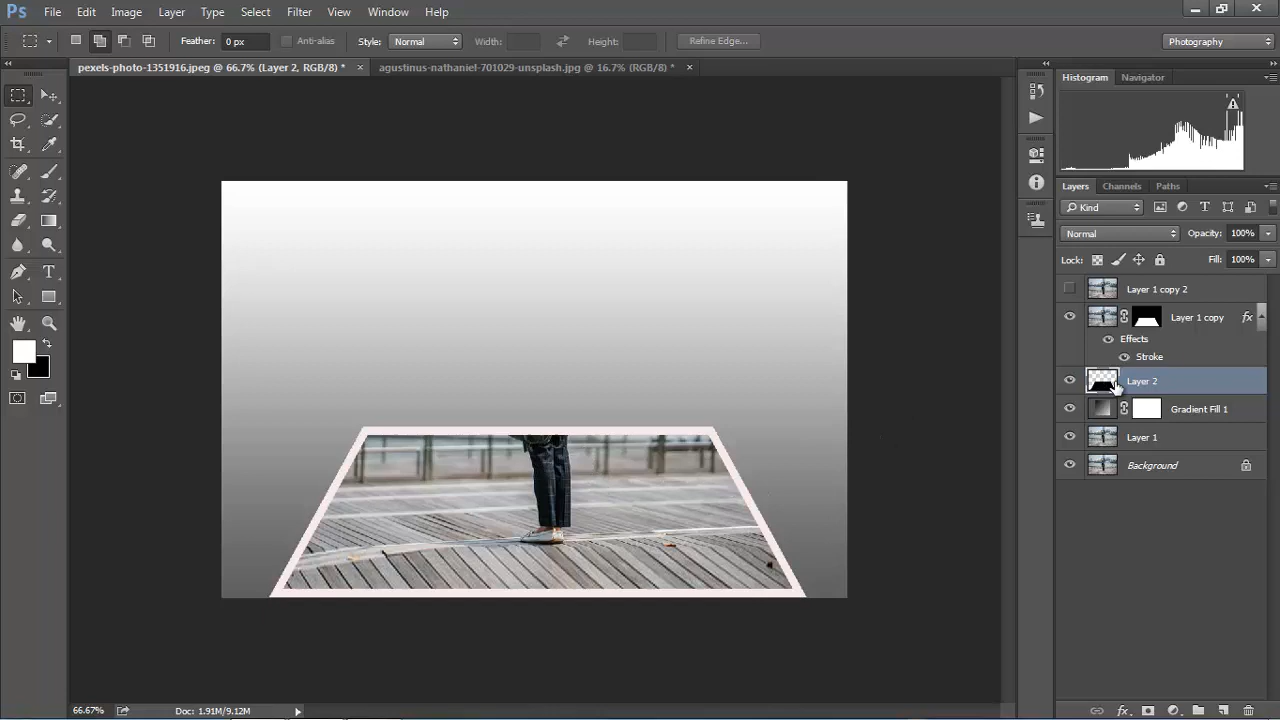 Ps File Edit Image Layer Type Select Filter View Window Help
Feather: 0 px Anti-alias Style: Normal Width: Height: Refine Edge... Photography
pexels-photo-1351916.jpeg @ 66.7% (Layer 2, RGB/8) * × agustinus-nathaniel-701029-unsplash.jpg @ 16.7% (RGB/8) * ×
Histogram Navigator
Layers Channels Paths
Kind
Normal Opacity: 100%
Lock: Fill: 100%
Layer 1 copy 2
Layer 1 copy fx
Effects
Stroke
Layer 2
Gradient Fill 1
Layer 1
Background
66.67% Doc: 1.91M/9.12M fx